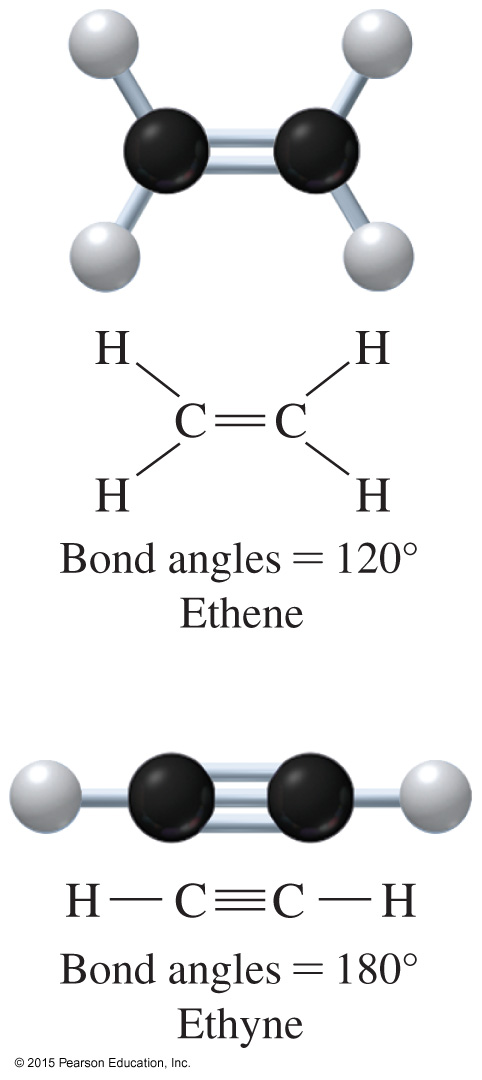 H H
C=C
H H
Bond angles = 120°
Ethene
H—C≡C—H
Bond angles = 180°
Ethyne
© 2015 Pearson Education, Inc.